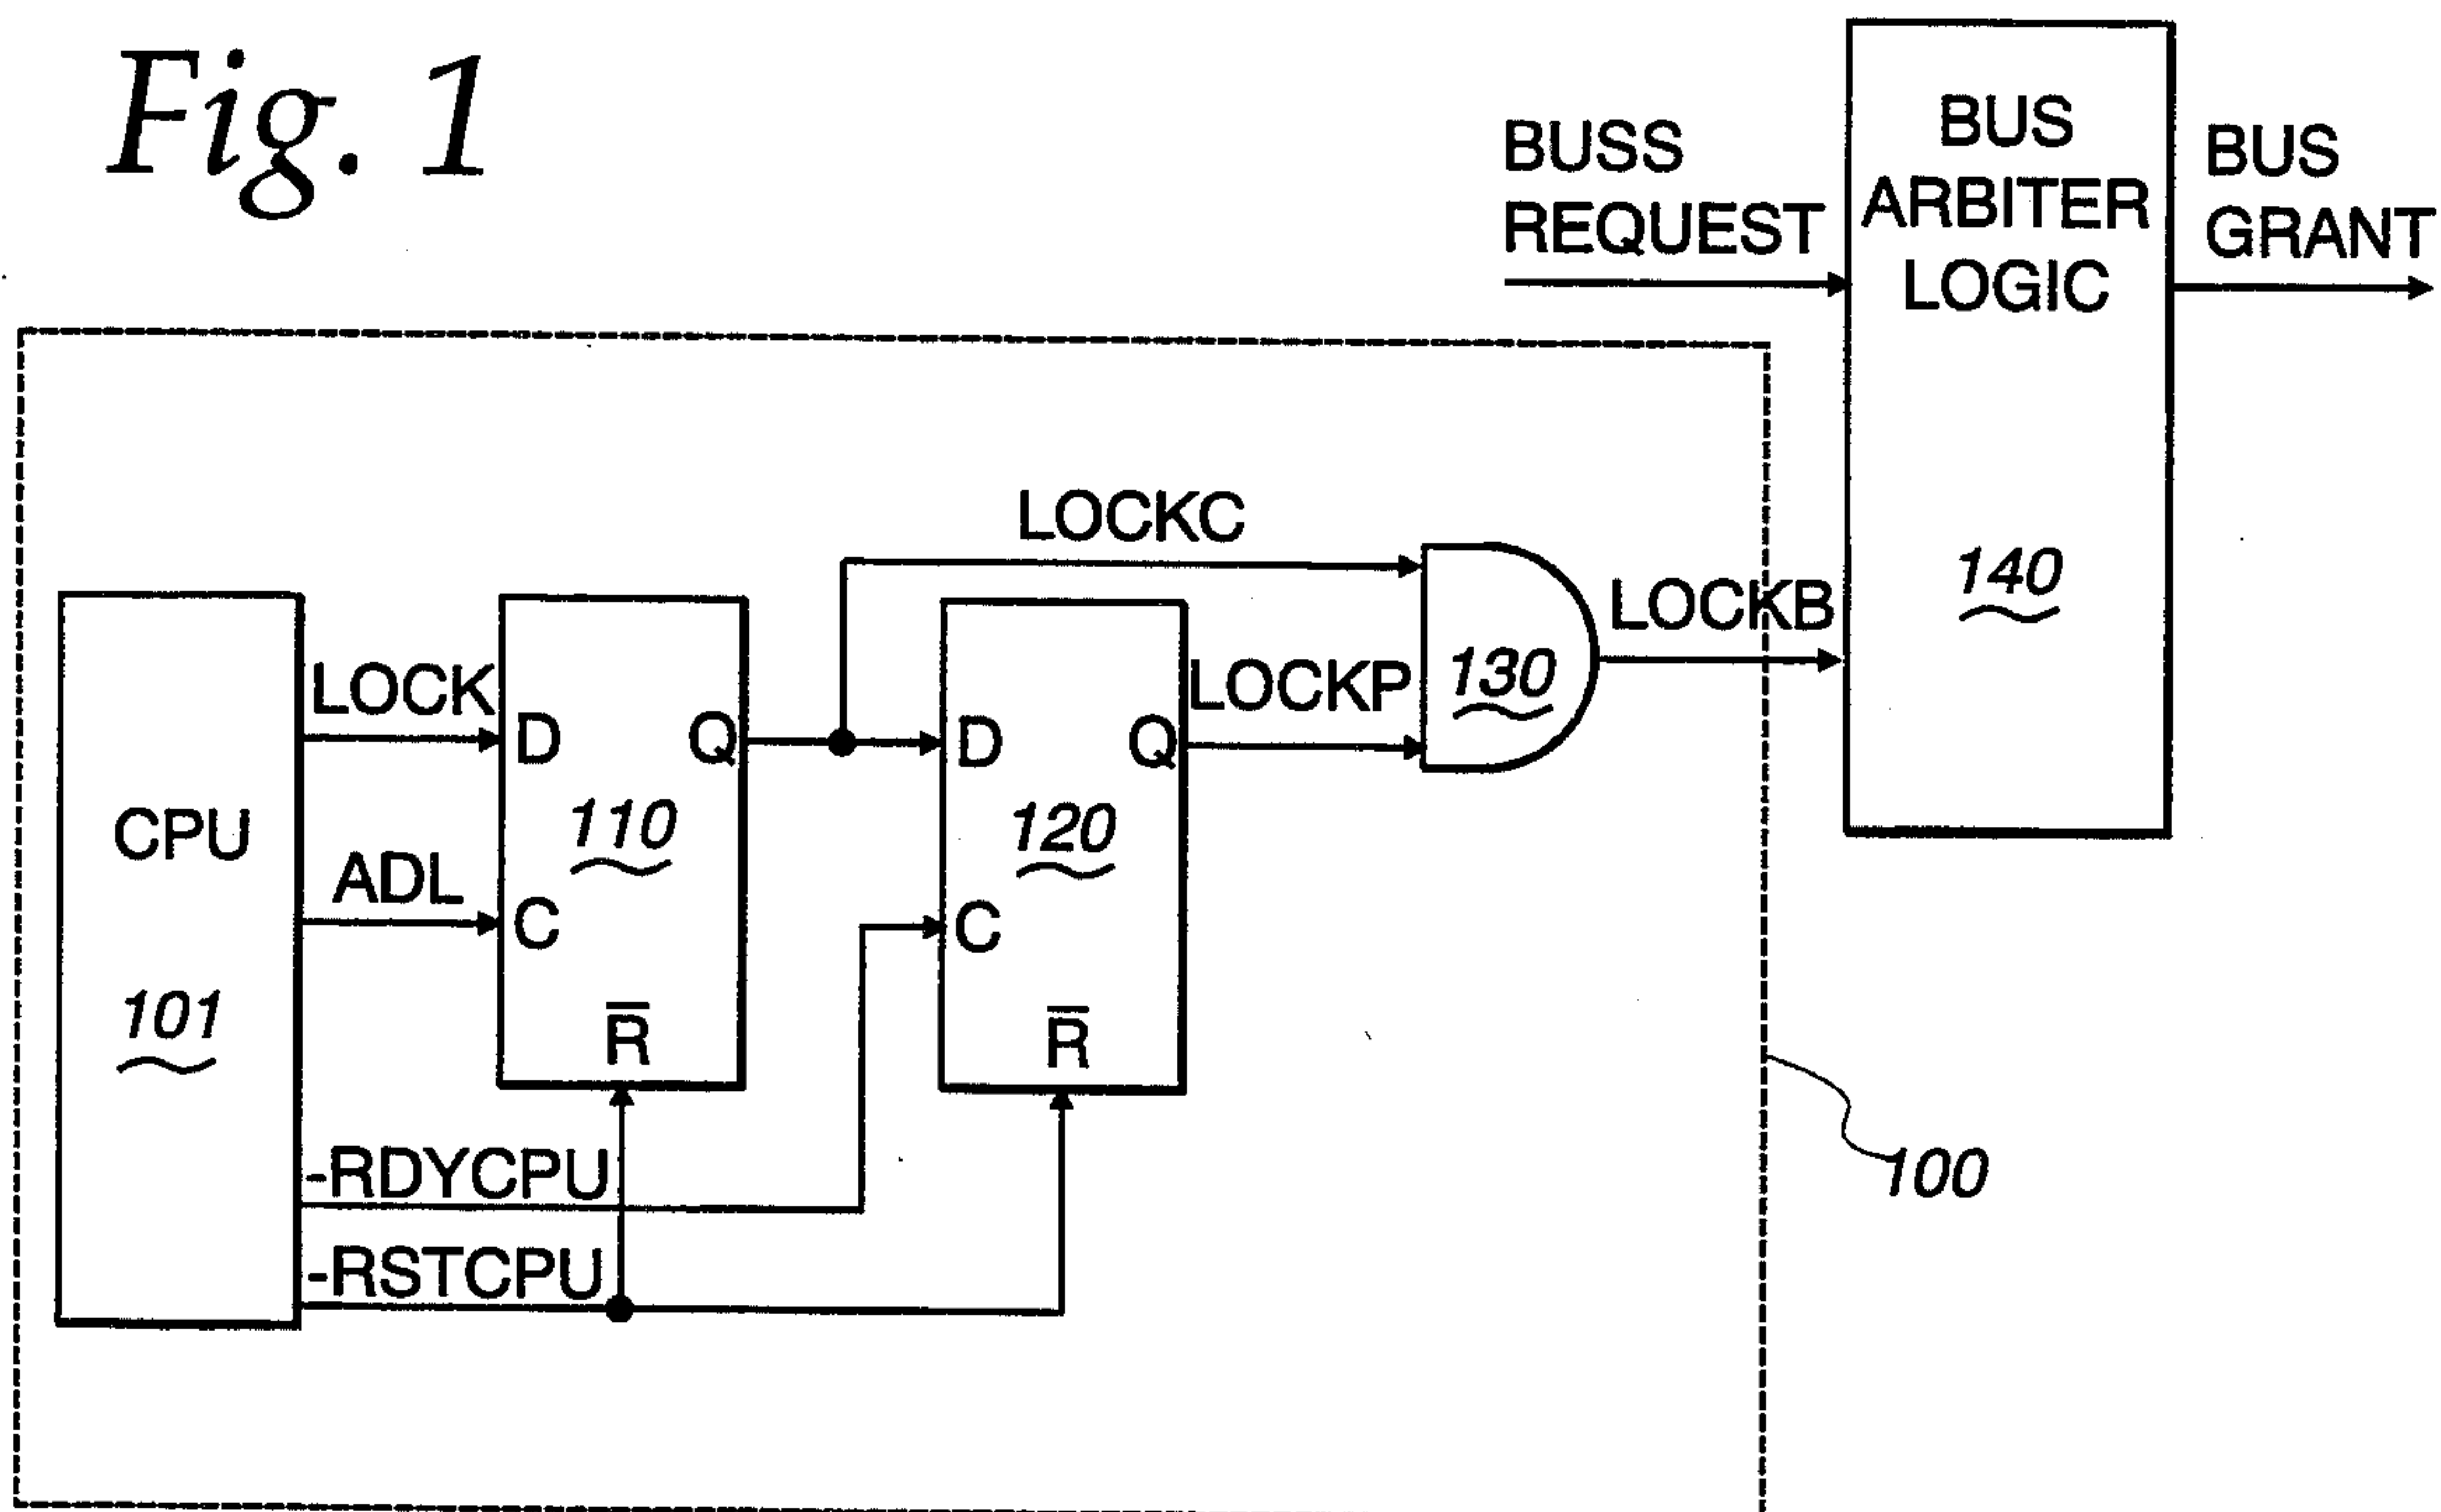 Fig. 1
BUSS
REQUEST
BUS
ARBITER
LOGIC
140
BUS
GRANT
LOCKC
LOCKB
LOCKP
130
CPU
101
LOCK
ADL
D
Q
110
C
R̅
D
Q
120
C
R̅
-RDYCPU
-RSTCPU
100